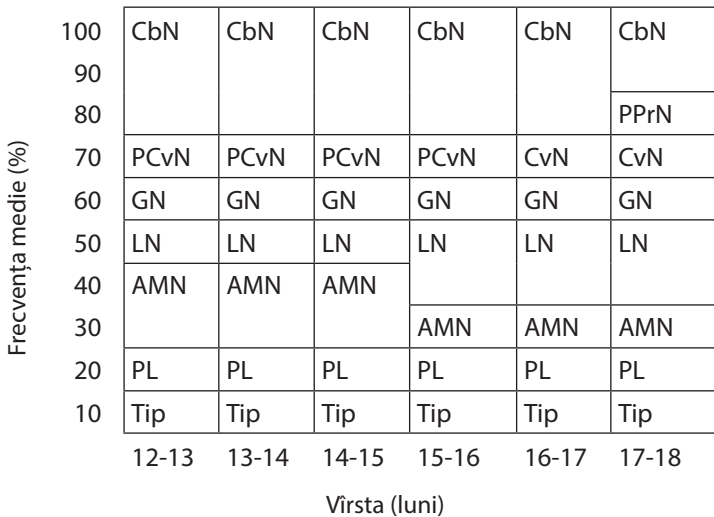 Frecvența medie (%)
100 CbN CbN CbN CbN CbN CbN
90
80 PPrN
70 PCvN PCvN PCvN PCvN CvN CvN
60 GN GN GN GN GN GN
50 LN LN LN LN LN LN
40 AMN AMN AMN
30 AMN AMN AMN
20 PL PL PL PL PL PL
10 Tip Tip Tip Tip Tip Tip
12-13 13-14 14-15 15-16 16-17 17-18
Vîrsta (luni)